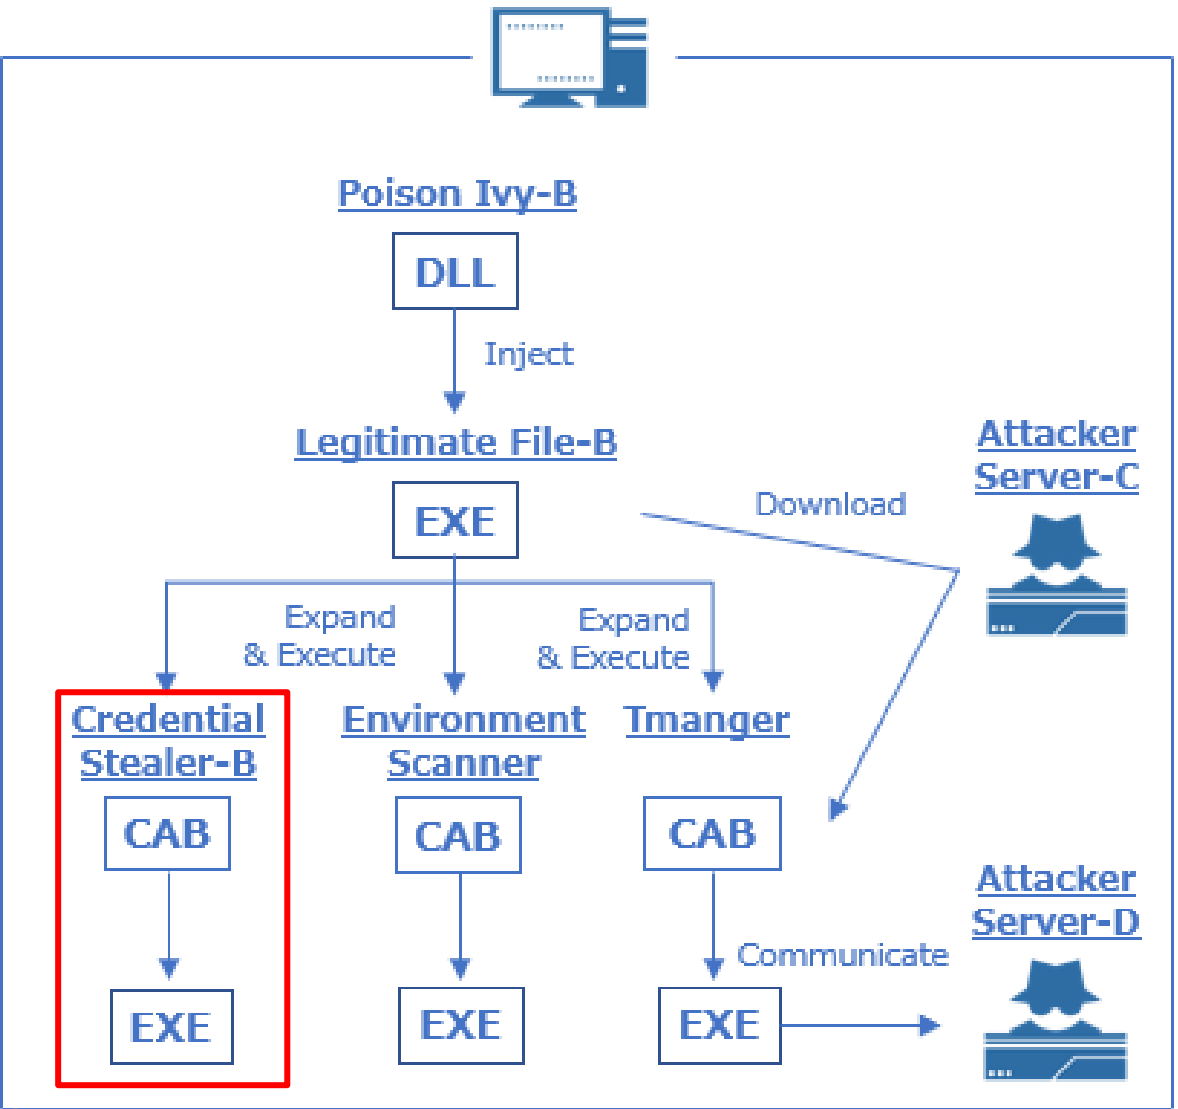 Poison Ivy-B
DLL
Inject
Legitimate File-B
EXE
Download
Attacker
Server-C
Expand
& Execute
Expand
& Execute
Credential
Stealer-B
CAB
EXE
Environment
Scanner
CAB
EXE
Tmanger
CAB
EXE
Communicate
Attacker
Server-D